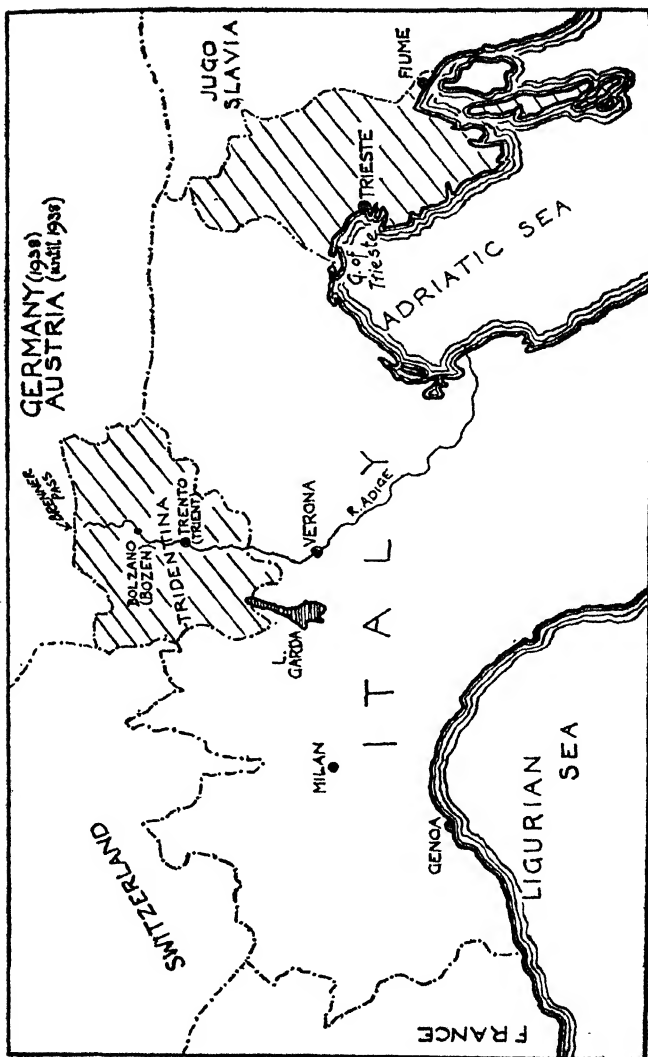 GERMANY (1938)
AUSTRIA (until 1938)
SWITZERLAND
BRENNER
PASS
JUGO
SLAVIA
BOLZANO
(BOZEN)
TRIDENTINA
TRENTO
(TRIENT)
FIUME
TRIESTE
G. of
Trieste
L.
GARDA
VERONA
MILAN
R. ADIGE
ITALY
ADRIATIC SEA
GENOA
LIGURIAN
SEA
FRANCE